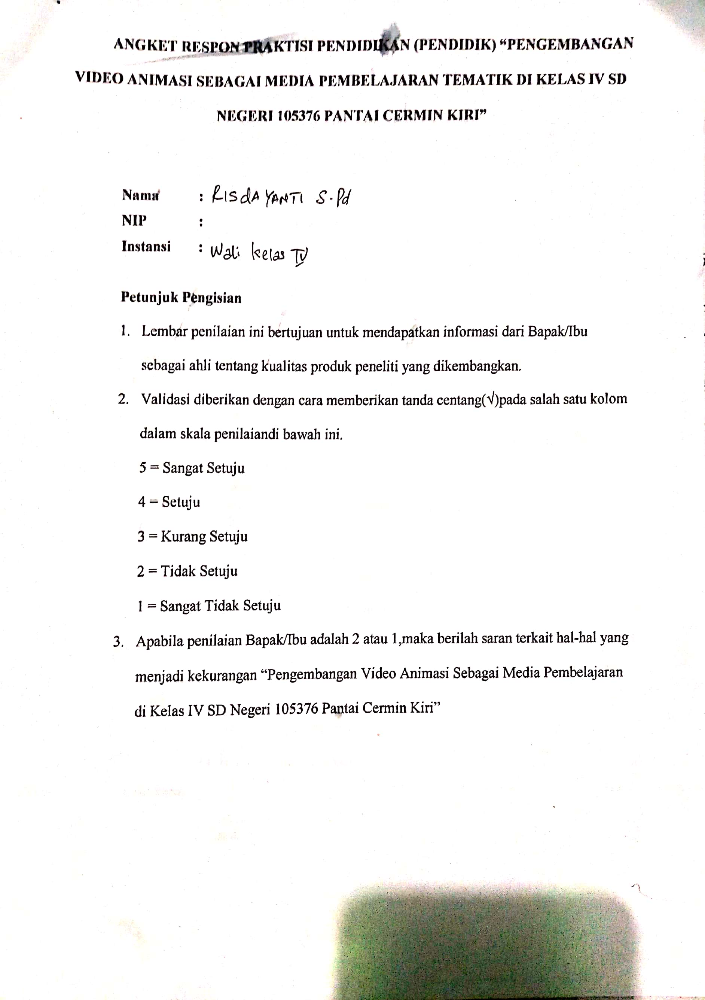 ANGKET RESPON PRAKTISI PENDIDIKAN (PENDIDIK) “PENGEMBANGAN
VIDEO ANIMASI SEBAGAI MEDIA PEMBELAJARAN TEMATIK DI KELAS IV SD
NEGERI 105376 PANTAI CERMIN KIRI”
Nama : RISdAYANTI S.Pd
NIP :
Instansi : Wali kelas IV
Petunjuk Pengisian
1. Lembar penilaian ini bertujuan untuk mendapatkan informasi dari Bapak/Ibu
sebagai ahli tentang kualitas produk peneliti yang dikembangkan.
2. Validasi diberikan dengan cara memberikan tanda centang(√)pada salah satu kolom
dalam skala penilaiandi bawah ini.
5 = Sangat Setuju
4 = Setuju
3 = Kurang Setuju
2 = Tidak Setuju
1 = Sangat Tidak Setuju
3. Apabila penilaian Bapak/Ibu adalah 2 atau 1,maka berilah saran terkait hal-hal yang
menjadi kekurangan “Pengembangan Video Animasi Sebagai Media Pembelajaran
di Kelas IV SD Negeri 105376 Pantai Cermin Kiri”